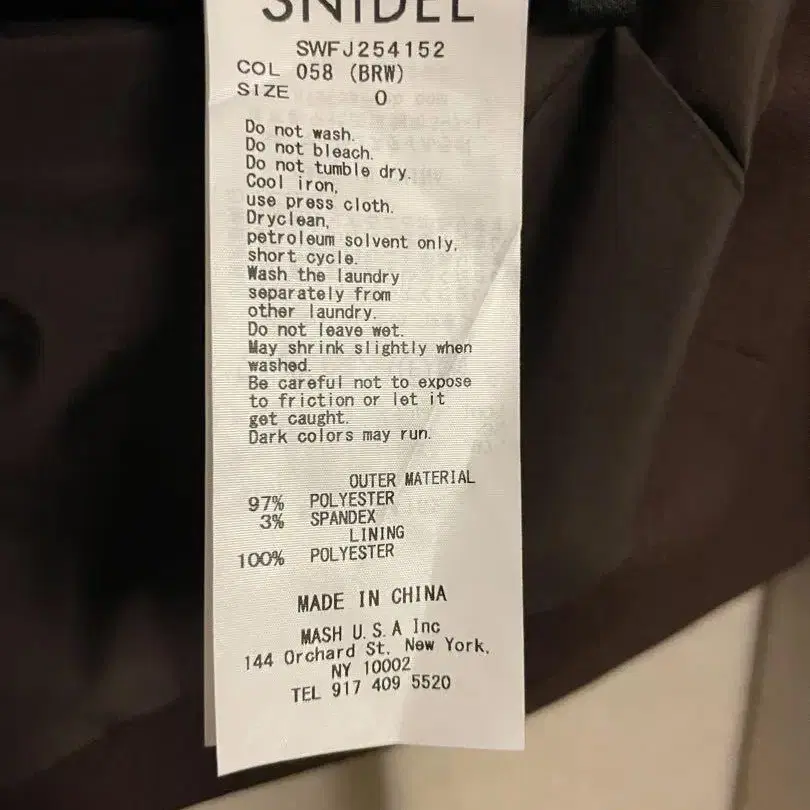 SNIDEL
SWFJ254152
COL 058 (BRW)
SIZE 0
Do not wash.
Do not bleach.
Do not tumble dry.
Cool iron,
use press cloth.
Dryclean,
petroleum solvent only,
short cycle.
Wash the laundry
separately from
other laundry.
Do not leave wet.
May shrink slightly when
washed.
Be careful not to expose
to friction or let it
get caught.
Dark colors may run.
OUTER MATERIAL
97% POLYESTER
3% SPANDEX
LINING
100% POLYESTER
MADE IN CHINA
MASH U.S.A Inc
144 Orchard St. New York,
NY 10002
TEL 917 409 5520